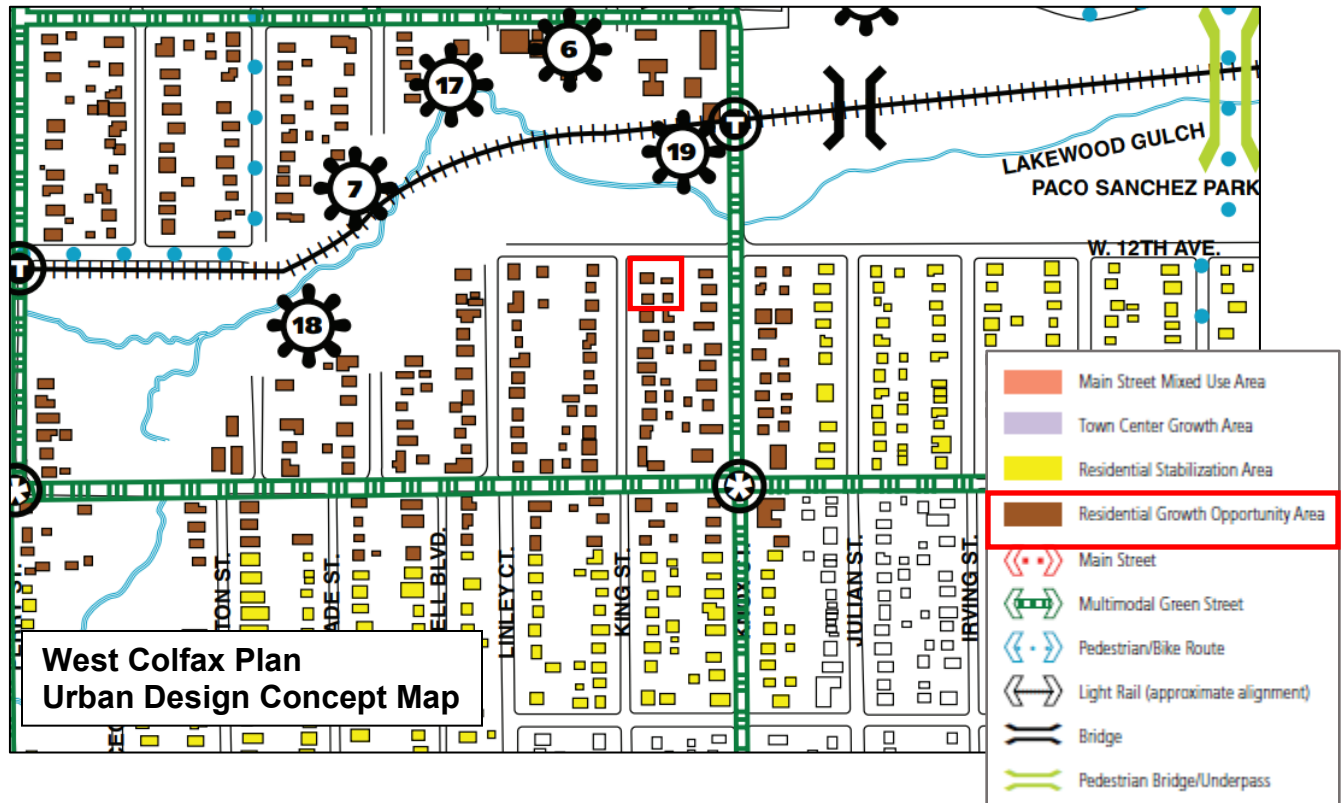 6
17
19
T
7
LAKEWOOD GULCH
PACO SANCHEZ PARK
W. 12TH AVE.
T
18
Main Street Mixed Use Area
Town Center Growth Area
Residential Stabilization Area
Residential Growth Opportunity Area
Main Street
Multimodal Green Street
Pedestrian/Bike Route
Light Rail (approximate alignment)
Bridge
Pedestrian Bridge/Underpass
TON ST.
ADE ST.
ELL BLVD.
LINLEY CT.
KING ST.
JULIAN ST.
IRVING ST.
West Colfax Plan
Urban Design Concept Map